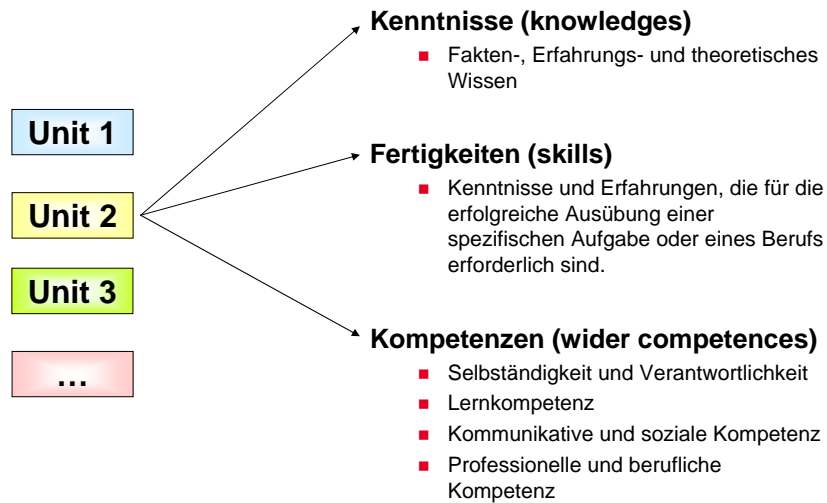 Kenntnisse (knowledges)
Fakten-, Erfahrungs- und theoretisches
Wissen
Unit 1
Fertigkeiten (skills)
Unit 2
Kenntnisse und Erfahrungen, die für die
erfolgreiche Ausübung einer
spezifischen Aufgabe oder eines Berufs
erforderlich sind.
Unit 3
Kompetenzen (wider competences)
...
Selbständigkeit und Verantwortlichkeit
Lernkompetenz
Kommunikative und soziale Kompetenz
Professionelle und berufliche
Kompetenz